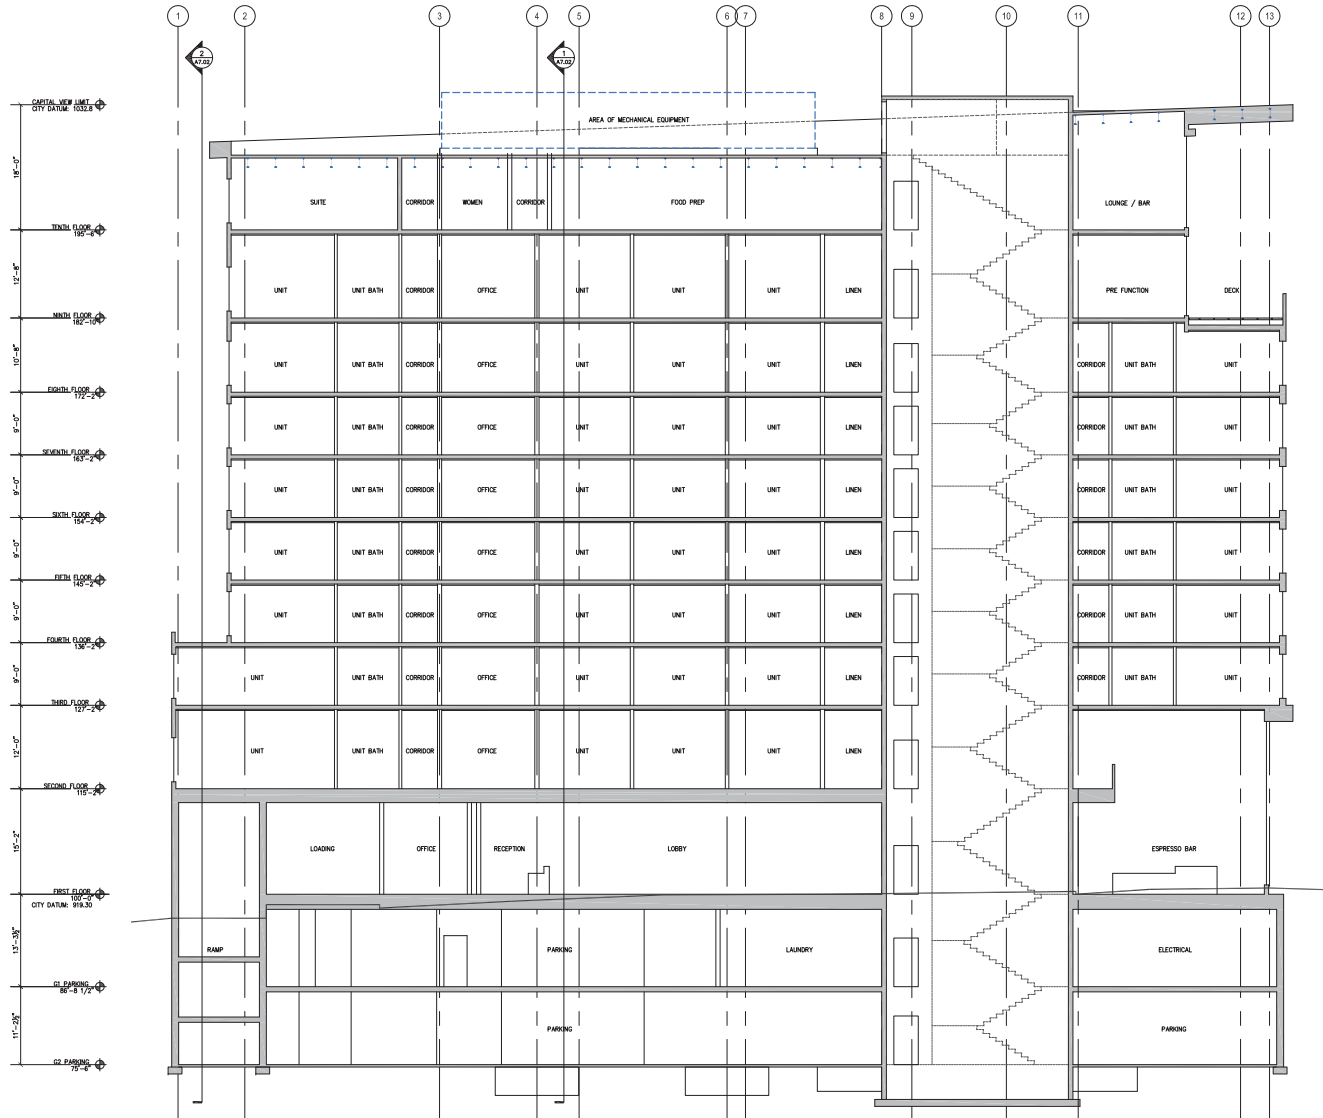 1 2 3 4 5 6 7 8 9 10 11 12 13
2
A7.02
1
A7.02
CAPITAL VIEW LIMIT
CITY DATUM: 1032.8
AREA OF MECHANICAL EQUIPMENT
18'-0"
SUITE CORRIDOR WOMEN CORRIDOR FOOD PREP LOUNGE / BAR
TENTH FLOOR
195'-6"
12'-8"
UNIT UNIT BATH CORRIDOR OFFICE UNIT UNIT UNIT LINEN PRE FUNCTION DECK
NINTH FLOOR
182'-10"
10'-8"
UNIT UNIT BATH CORRIDOR OFFICE UNIT UNIT UNIT LINEN CORRIDOR UNIT BATH UNIT
EIGHTH FLOOR
172'-2"
9'-0"
UNIT UNIT BATH CORRIDOR OFFICE UNIT UNIT UNIT LINEN CORRIDOR UNIT BATH UNIT
SEVENTH FLOOR
163'-2"
9'-0"
UNIT UNIT BATH CORRIDOR OFFICE UNIT UNIT UNIT LINEN CORRIDOR UNIT BATH UNIT
SIXTH FLOOR
154'-2"
9'-0"
UNIT UNIT BATH CORRIDOR OFFICE UNIT UNIT UNIT LINEN CORRIDOR UNIT BATH UNIT
FIFTH FLOOR
145'-2"
9'-0"
UNIT UNIT BATH CORRIDOR OFFICE UNIT UNIT UNIT LINEN CORRIDOR UNIT BATH UNIT
FOURTH FLOOR
136'-2"
9'-0"
UNIT UNIT BATH CORRIDOR OFFICE UNIT UNIT UNIT LINEN CORRIDOR UNIT BATH UNIT
THIRD FLOOR
127'-2"
12'-0"
UNIT UNIT BATH CORRIDOR OFFICE UNIT UNIT UNIT LINEN
SECOND FLOOR
115'-2"
15'-2"
LOADING OFFICE RECEPTION LOBBY ESPRESSO BAR
FIRST FLOOR
100'-0"
CITY DATUM: 919.30
13'-3½"
RAMP PARKING LAUNDRY ELECTRICAL
G1 PARKING
86'-8 1/2"
11'-2½"
PARKING PARKING
G2 PARKING
75'-6"